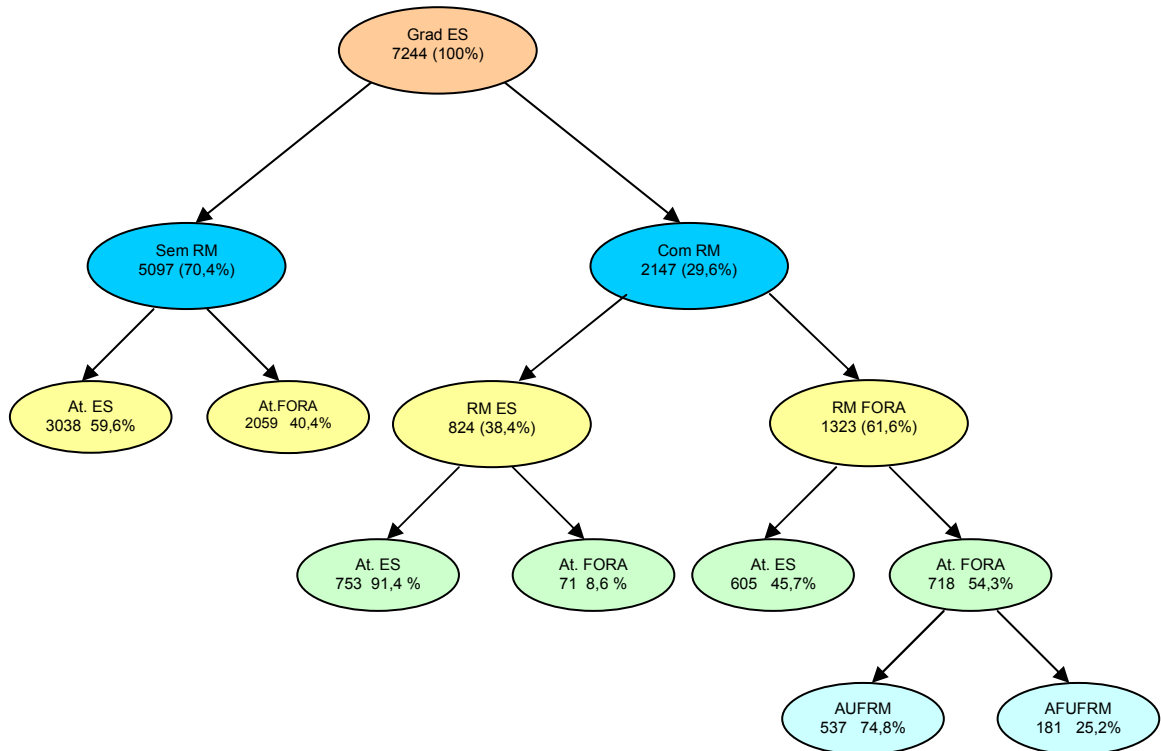 Grad ES
7244 (100%)
Sem RM
5097 (70,4%)
Com RM
2147 (29,6%)
At. ES
3038 59,6%
At.FORA
2059 40,4%
RM ES
824 (38,4%)
RM FORA
1323 (61,6%)
At. ES
753 91,4 %
At. FORA
71 8,6 %
At. ES
605 45,7%
At. FORA
718 54,3%
AUFRM
537 74,8%
AFUFRM
181 25,2%